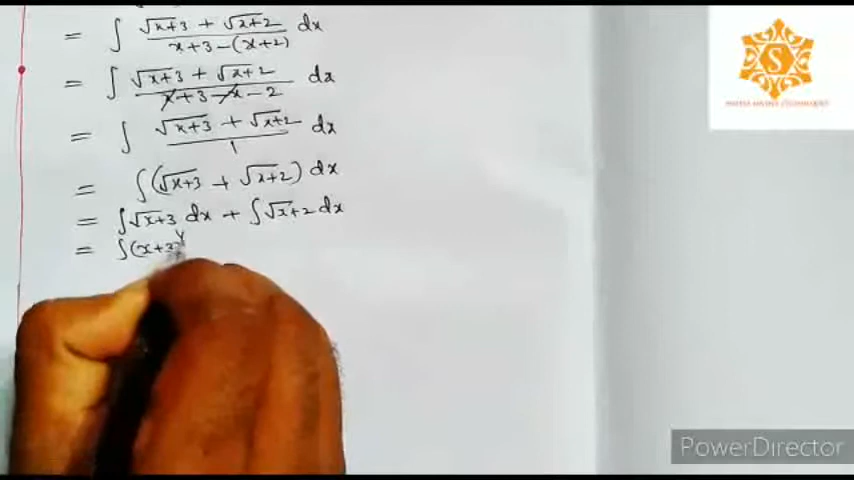 = ∫ (√x+3 + √x+2)/(x+3-(x+2)) dx
= ∫ (√x+3 + √x+2)/(x+3-x-2) dx
= ∫ (√x+3 + √x+2)/1 dx
= ∫(√x+3 + √x+2) dx
= ∫√x+3 dx + ∫√x+2 dx
= ∫(x+3)
S
PowerDirector